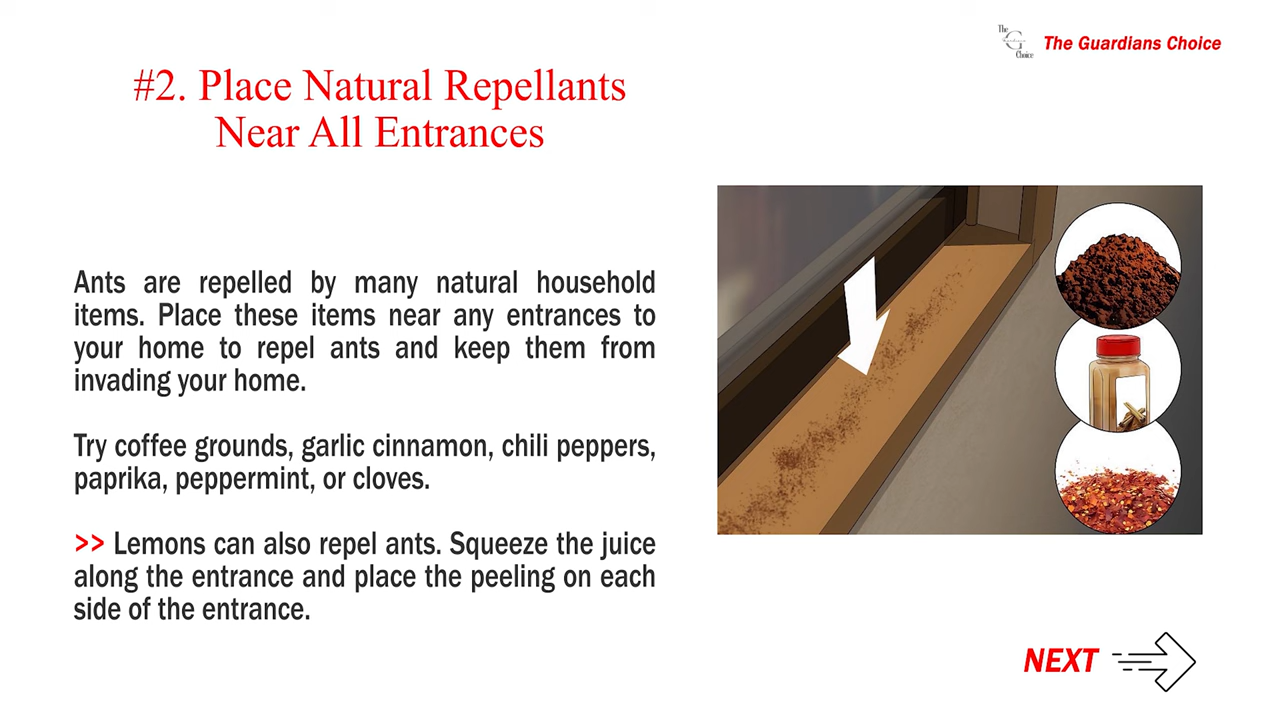 The
G
Choice
The Guardians Choice
#2. Place Natural Repellants
Near All Entrances
Ants are repelled by many natural household
items. Place these items near any entrances to
your home to repel ants and keep them from
invading your home.
Try coffee grounds, garlic cinnamon, chili peppers,
paprika, peppermint, or cloves.
>> Lemons can also repel ants. Squeeze the juice
along the entrance and place the peeling on each
side of the entrance.
NEXT